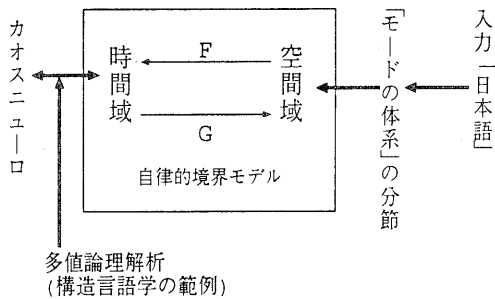 入力「日本語」
「モードの体系」の分節
空間域
F
G
時間域
自律的境界モデル
カオスニューロ
多値論理解析
(構造言語学の範例)